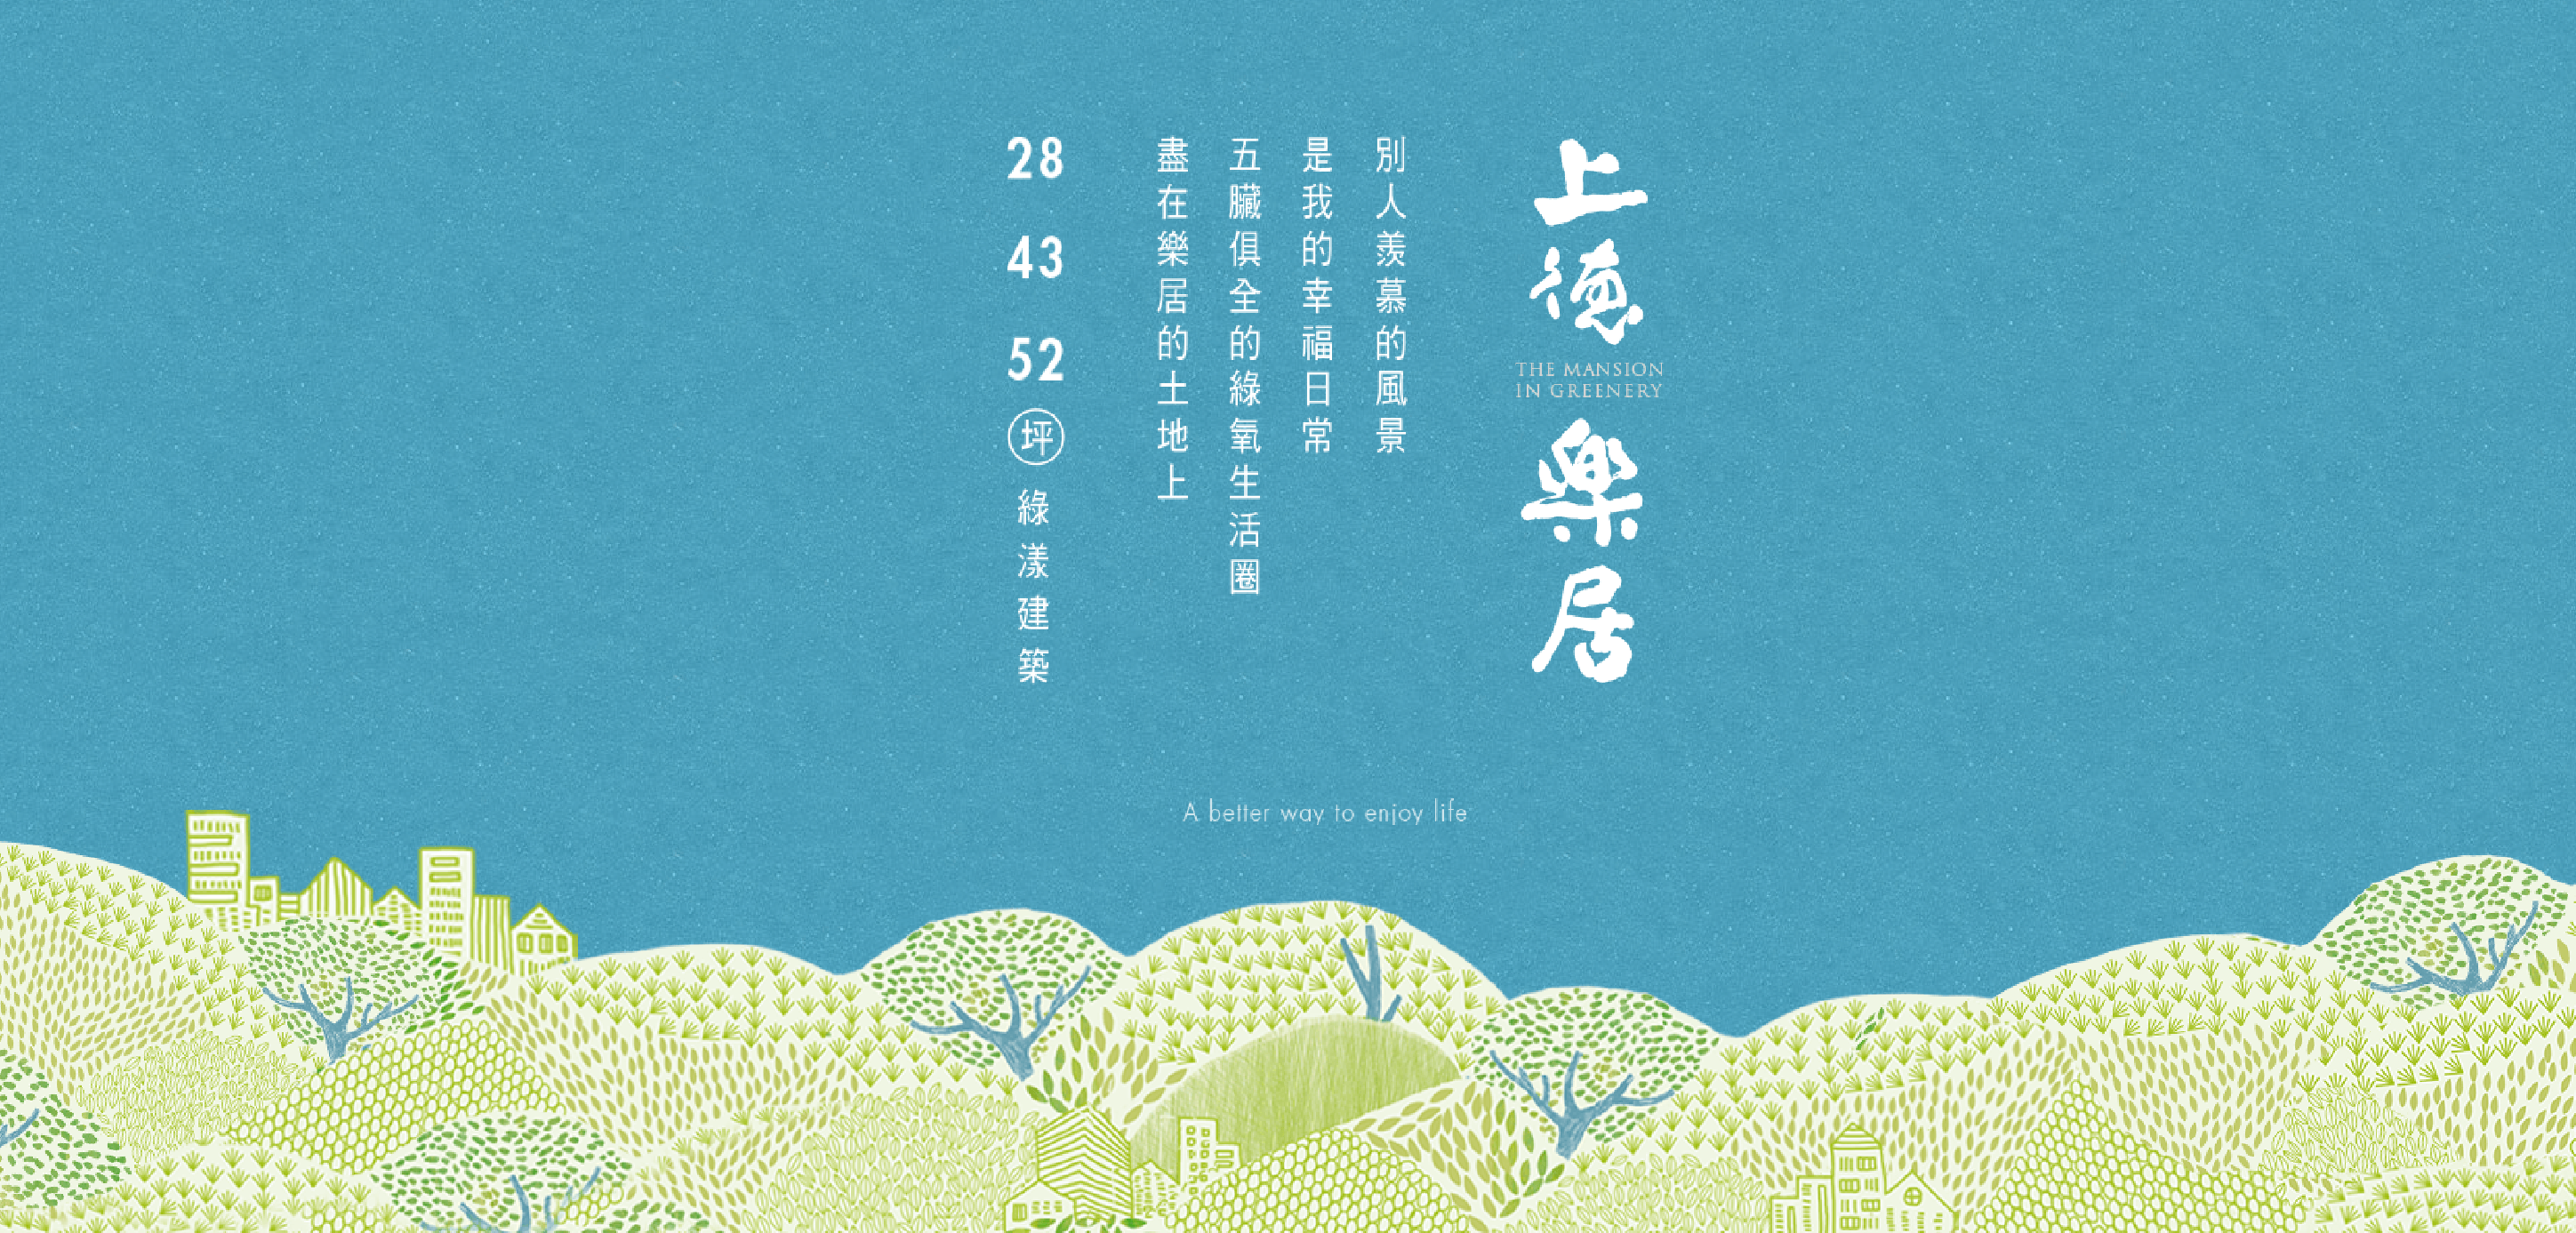 上德
THE MANSION
IN GREENERY
樂居
別人羨慕的風景
是我的幸福日常
五臟俱全的綠氧生活圈
盡在樂居的土地上
28
43
52
坪
綠漾建築
A better way to enjoy life